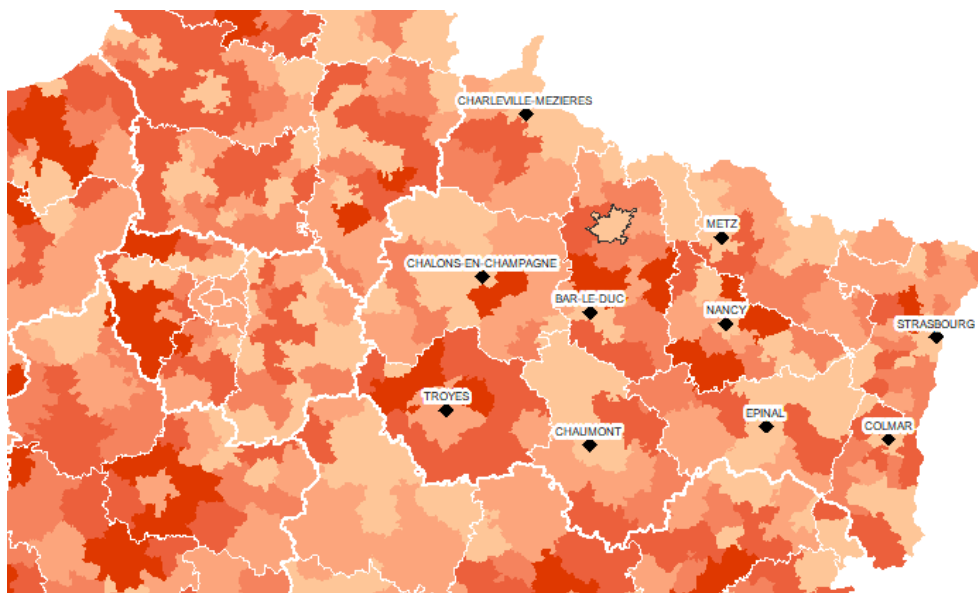 CHARLEVILLE-MEZIERES
METZ
CHALONS-EN-CHAMPAGNE
BAR-LE-DUC
NANCY
STRASBOURG
TROYES
EPINAL
CHAUMONT
COLMAR